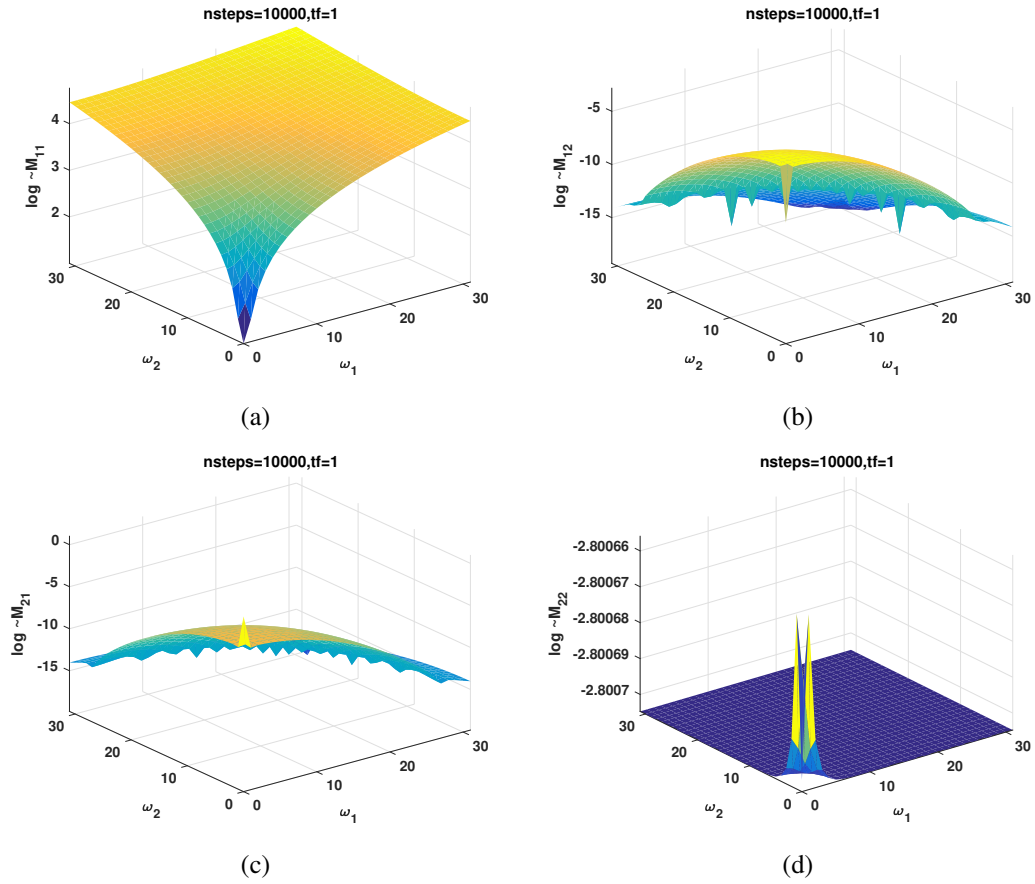 nsteps=10000,tf=1
log ~M11
4
3
2
30
20
10
0
ω2
0
10
20
30
ω1
(a)
nsteps=10000,tf=1
log ~M12
-5
-10
-15
30
20
10
0
ω2
0
10
20
30
ω1
(b)
nsteps=10000,tf=1
log ~M21
0
-5
-10
-15
30
20
10
0
ω2
0
10
20
30
ω1
(c)
nsteps=10000,tf=1
log ~M22
-2.80066
-2.80067
-2.80068
-2.80069
-2.8007
30
20
10
0
ω2
0
10
20
30
ω1
(d)